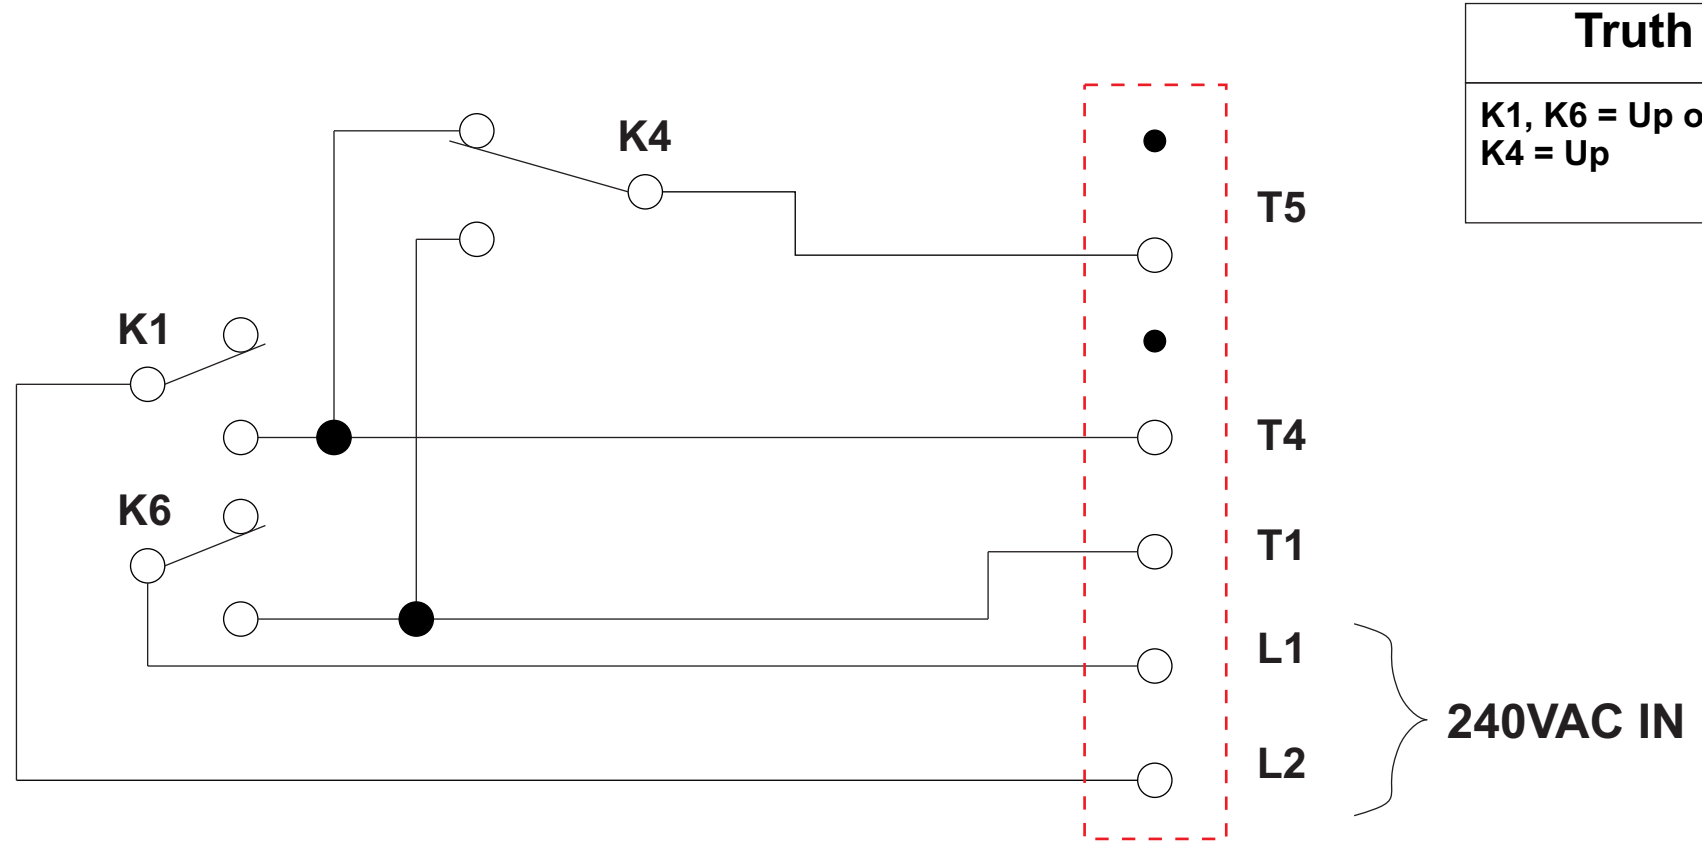 Truth
K1, K6 = Up o
K4 = Up
K4
T5
K1
T4
K6
T1
L1
240VAC IN
L2